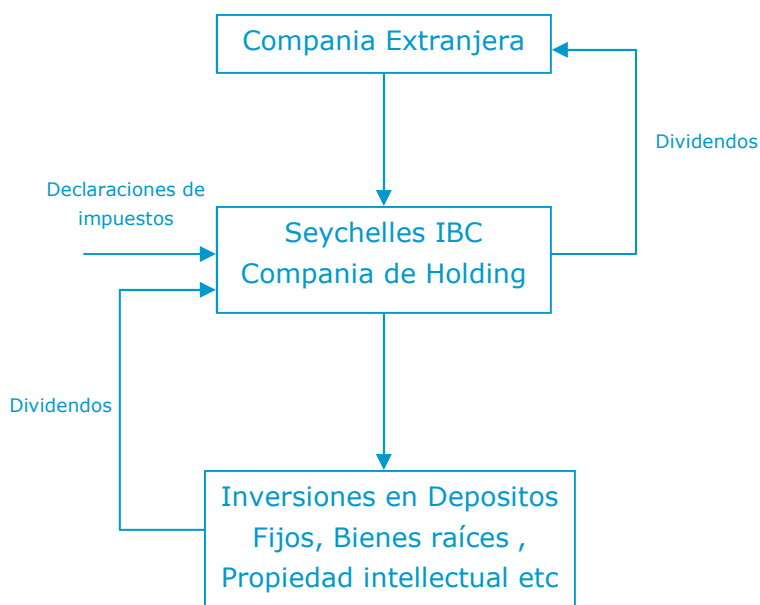 Compania Extranjera
Dividendos
Declaraciones de
impuestos
Seychelles IBC
Compania de Holding
Dividendos
Inversiones en Depositos
Fijos, Bienes raíces ,
Propiedad intellectual etc